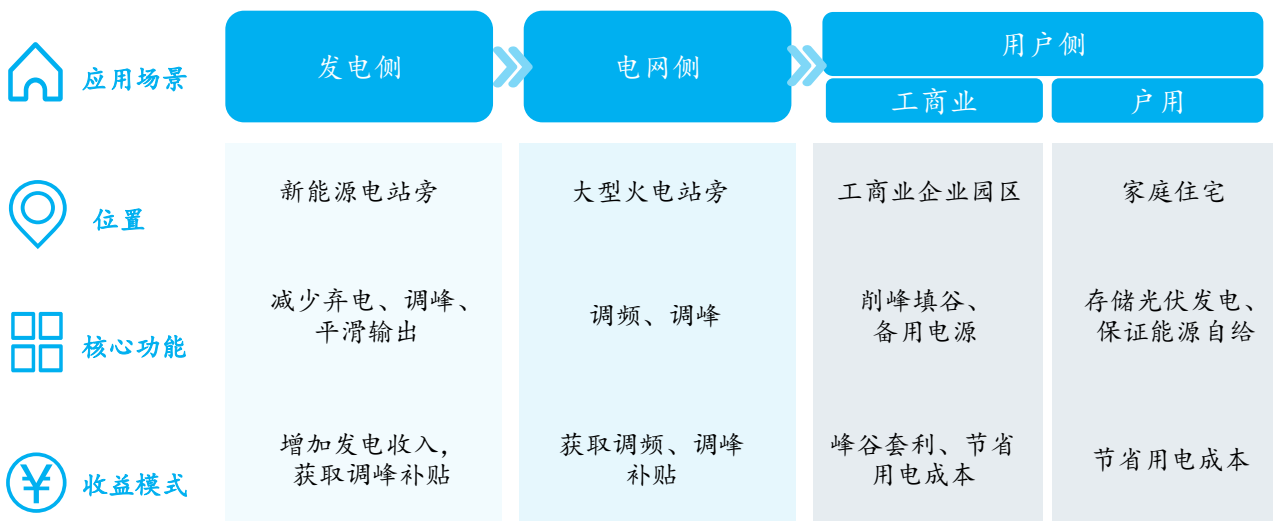 应用场景
发电侧
电网侧
用户侧
工商业
户用
位置
新能源电站旁
大型火电站旁
工商业企业园区
家庭住宅
核心功能
减少弃电、调峰、
平滑输出
调频、调峰
削峰填谷、
备用电源
存储光伏发电、
保证能源自给
收益模式
增加发电收入，
获取调峰补贴
获取调频、调峰
补贴
峰谷套利、节省
用电成本
节省用电成本